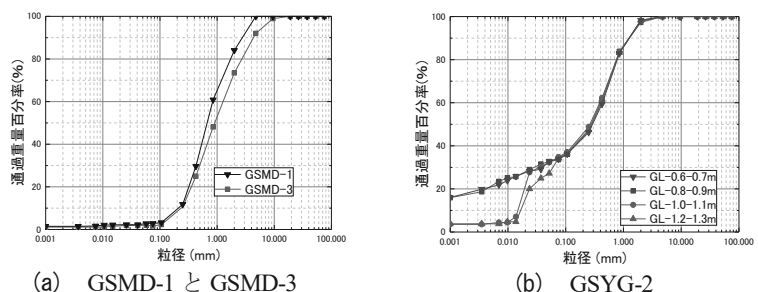 通過重量百分率(%)
100
80
60
40
20
0
GSMD-1
GSMD-3
0.001 0.010 0.100 1.000 10.000 100.000
粒径 (mm)
(a) GSMD-1 と GSMD-3
通過重量百分率(%)
100
80
60
40
20
0
GL-0.6-0.7m
GL-0.8-0.9m
GL-1.0-1.1m
GL-1.2-1.3m
0.001 0.010 0.100 1.000 10.000 100.000
粒径 (mm)
(b) GSYG-2